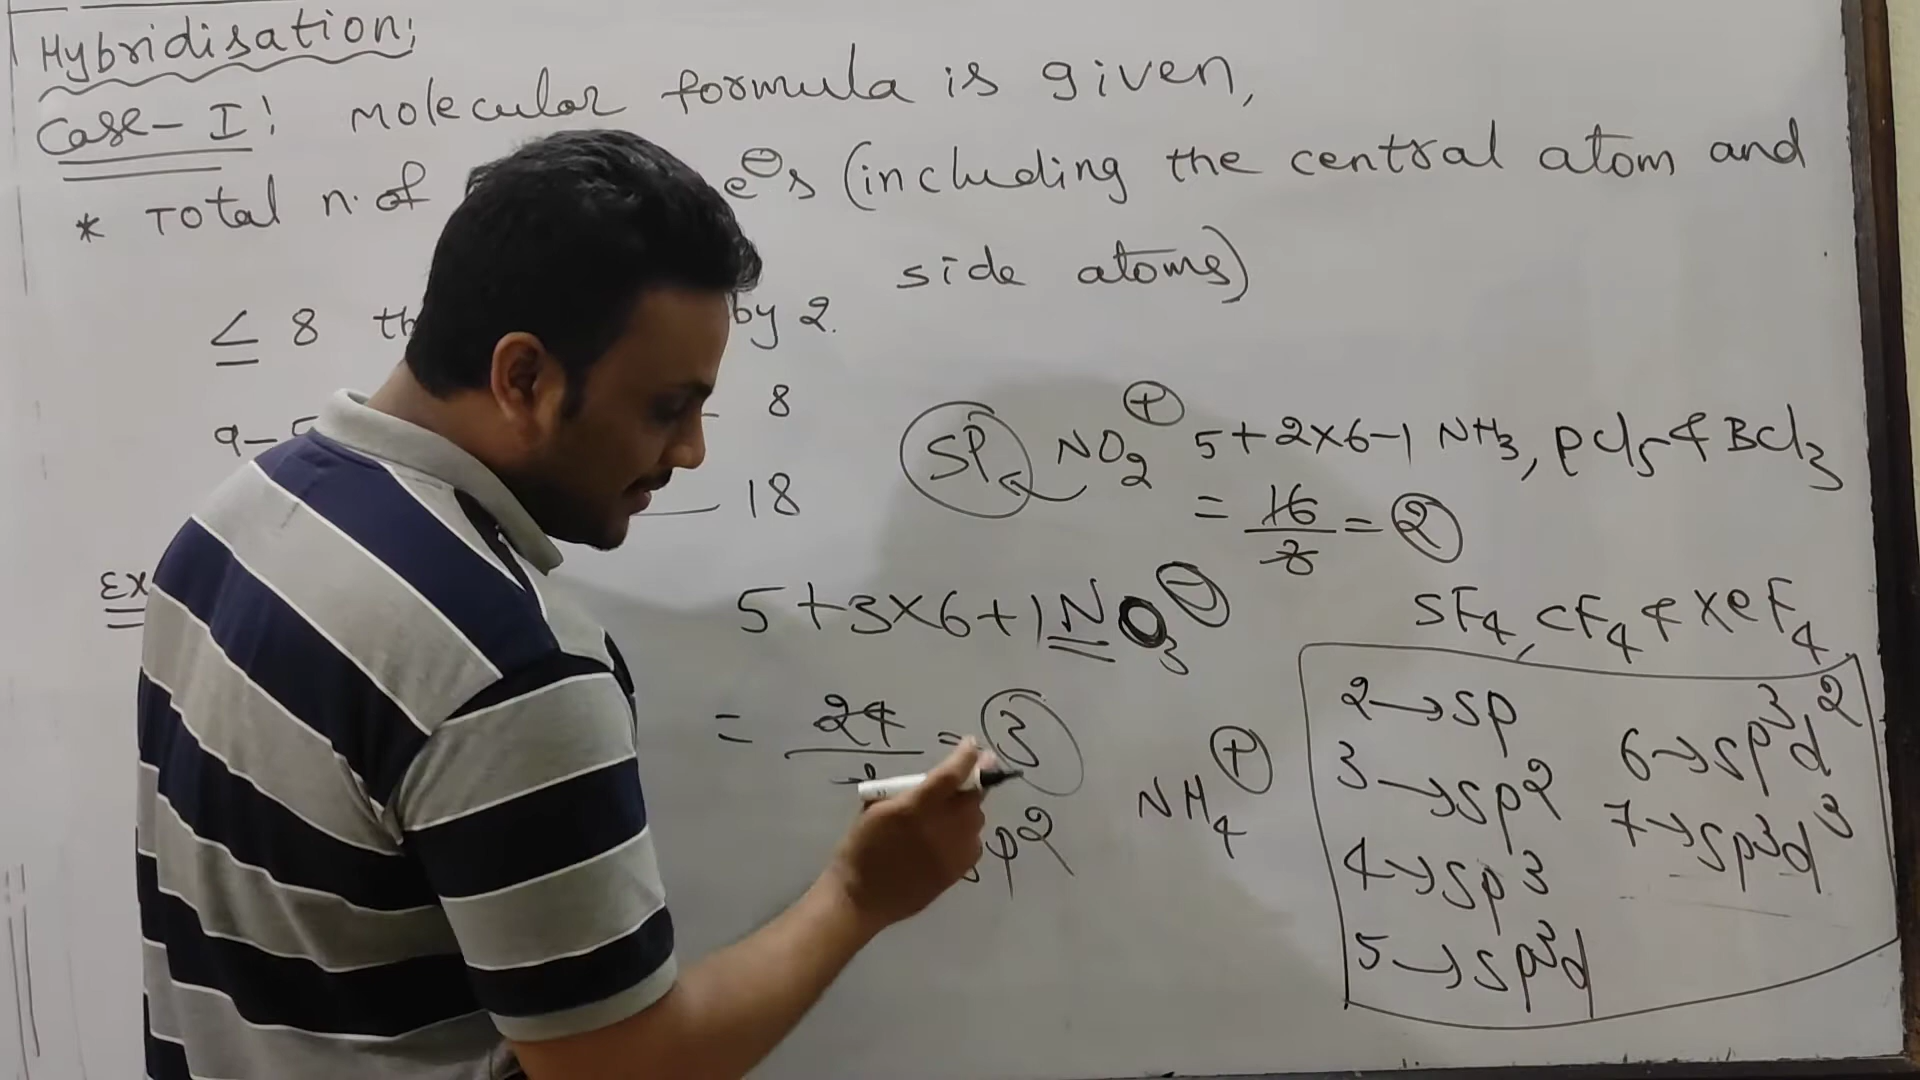 Hybridisation:
Case-I: Molecular formula is given,
* Total n. of e⊖s (including the central atom and
side atoms)
≤ 8 th by 2.
9-5 - 8
— 18
SP NO₂⊕ 5+2×6-1 NH₃, PCl₅ & BCl₃
= 16/8 = 2
Ex
5+3×6+1 NO₃⊖
SF₄, CF₄ & XeF₄
= 24/8 = 3
sp2
NH₄⊕
2→sp
3→sp2
4→sp3
5→sp3d
6→sp3d2
7→sp3d3